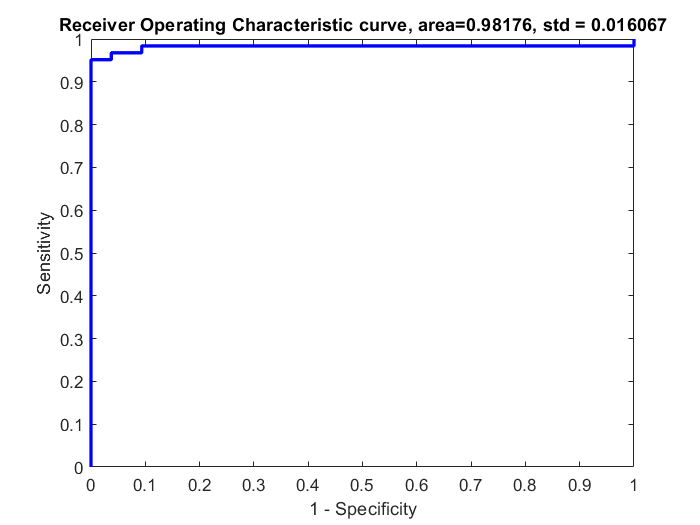 Receiver Operating Characteristic curve, area=0.98176, std = 0.016067
1
0.9
0.8
0.7
0.6
0.5
0.4
0.3
0.2
0.1
0
Sensitivity
0 0.1 0.2 0.3 0.4 0.5 0.6 0.7 0.8 0.9 1
1 - Specificity